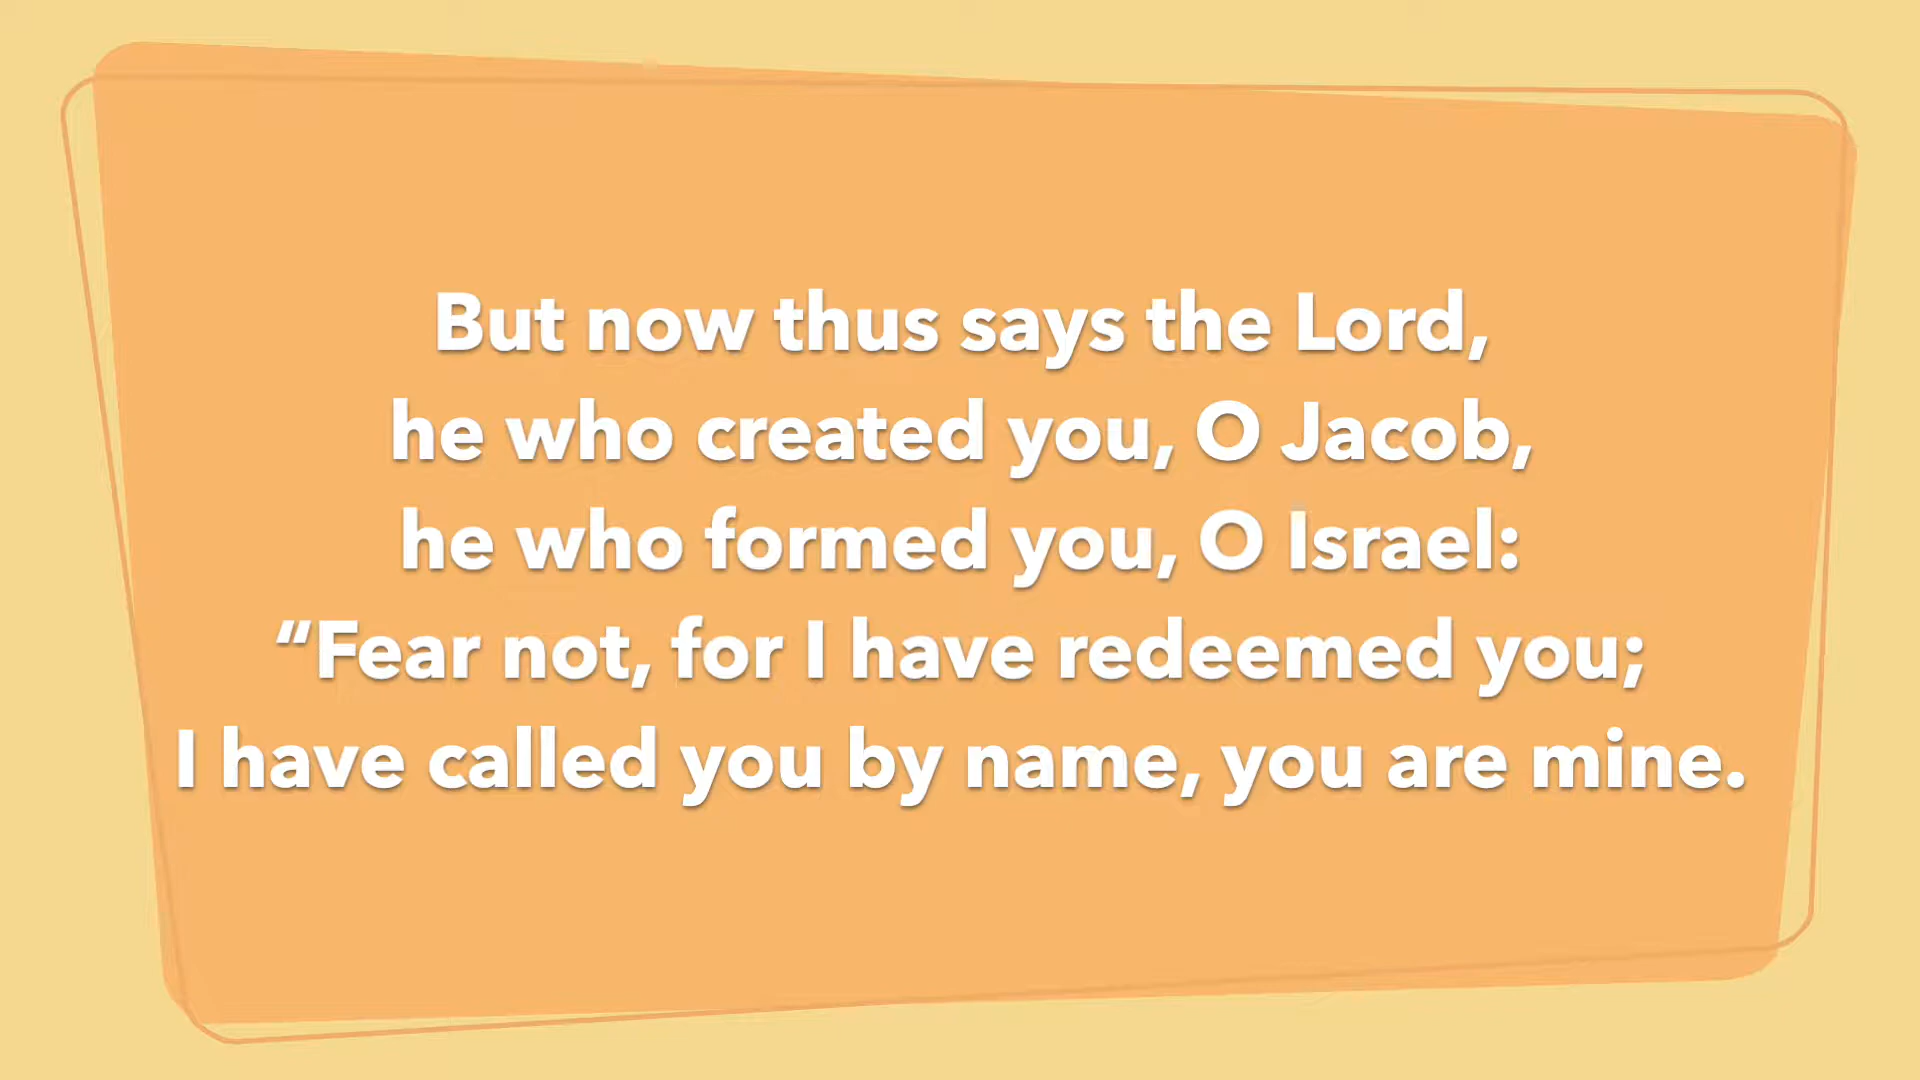 But now thus says the Lord,
he who created you, O Jacob,
he who formed you, O Israel:
“Fear not, for I have redeemed you;
I have called you by name, you are mine.